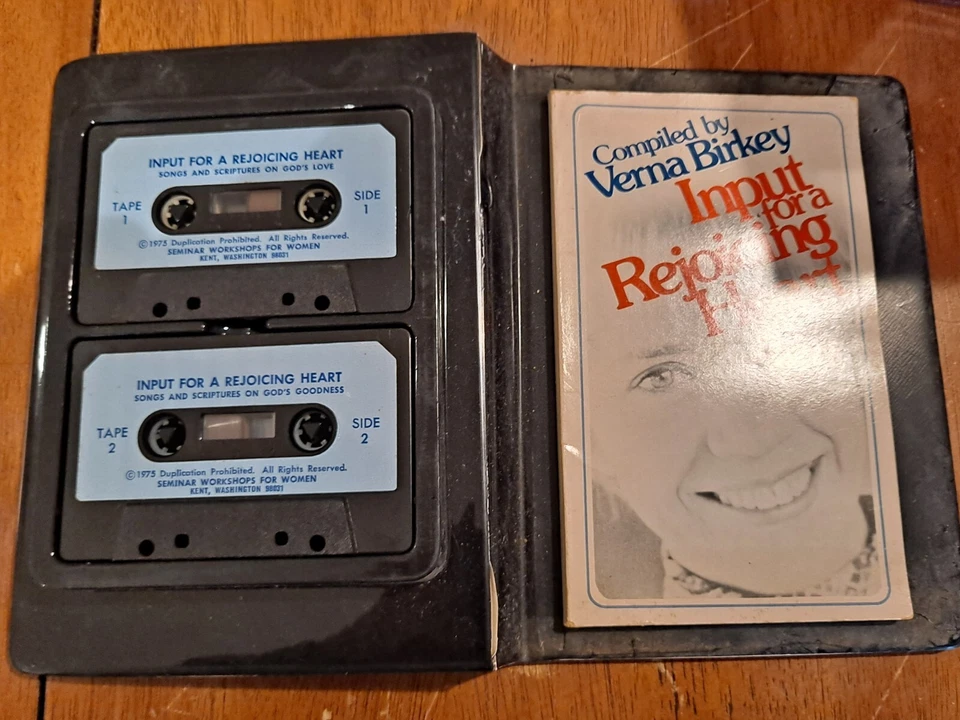 INPUT FOR A REJOICING HEART
SONGS AND SCRIPTURES ON GOD'S LOVE
TAPE
1
SIDE
1
©1975 Duplication Prohibited. All Rights Reserved.
SEMINAR WORKSHOPS FOR WOMEN
KENT, WASHINGTON 98031
INPUT FOR A REJOICING HEART
SONGS AND SCRIPTURES ON GOD'S GOODNESS
TAPE
2
SIDE
2
©1975 Duplication Prohibited. All Rights Reserved.
SEMINAR WORKSHOPS FOR WOMEN
KENT, WASHINGTON 98031
Compiled by
Verna Birkey
Input
for a
Rejoicing
Heart